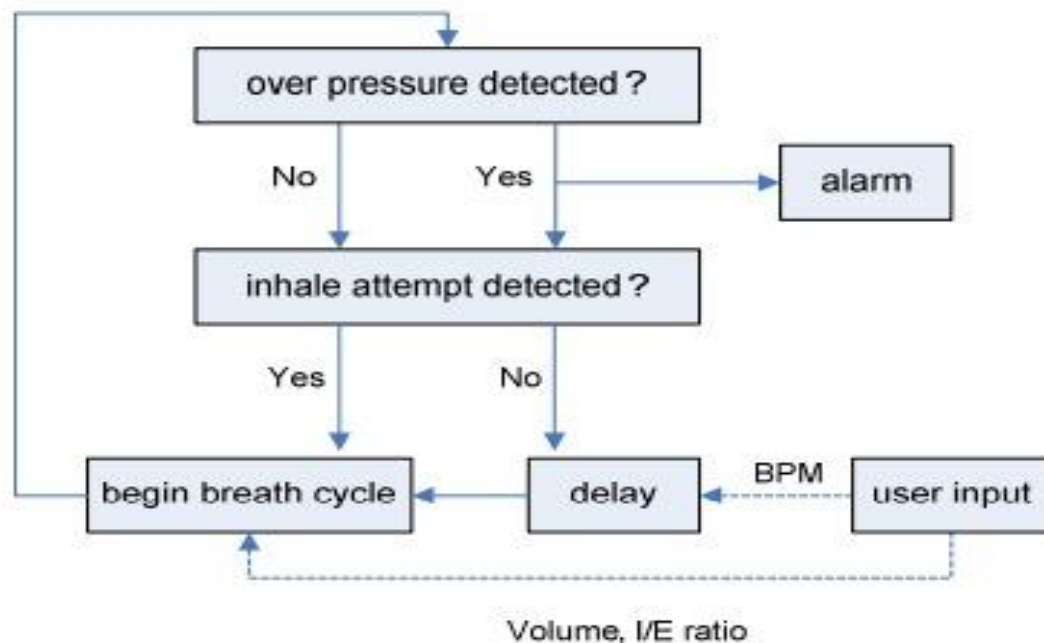 over pressure detected ?
No
Yes
alarm
inhale attempt detected ?
Yes
No
begin breath cycle
delay
BPM
user input
Volume, I/E ratio